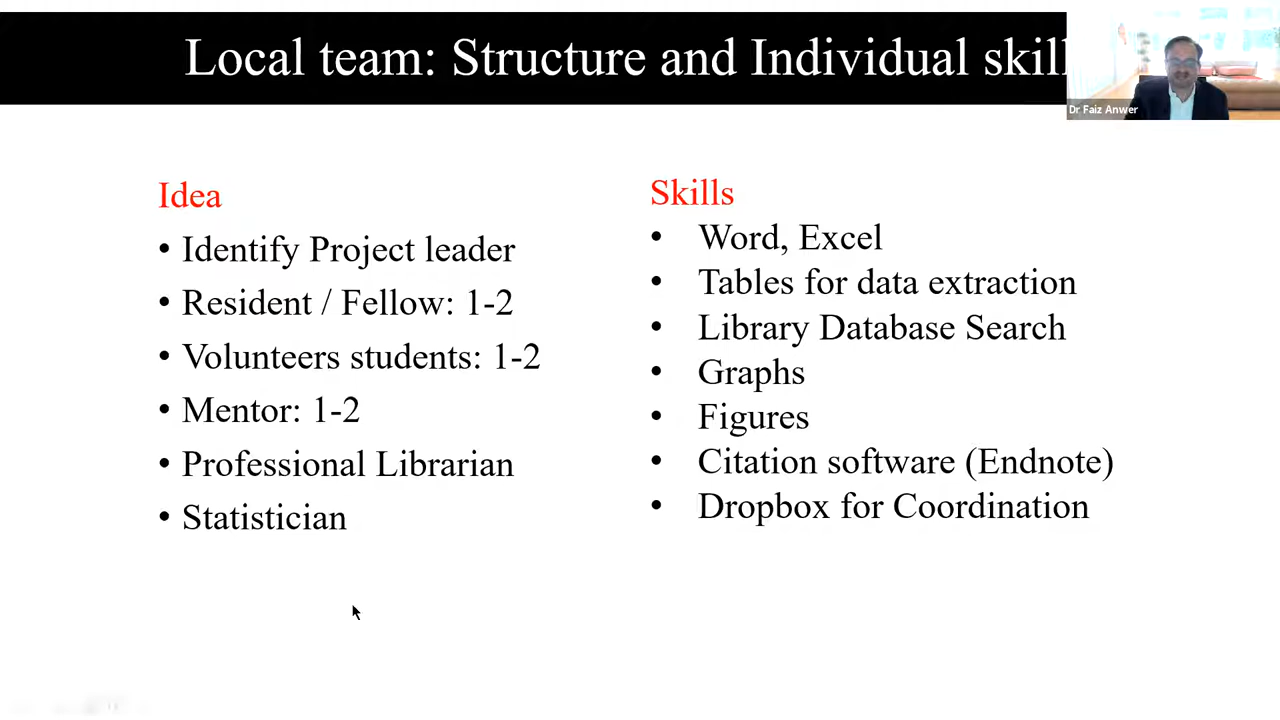 Local team: Structure and Individual skill
Dr Faiz Anwer
Idea
• Identify Project leader
• Resident / Fellow: 1-2
• Volunteers students: 1-2
• Mentor: 1-2
• Professional Librarian
• Statistician
Skills
• Word, Excel
• Tables for data extraction
• Library Database Search
• Graphs
• Figures
• Citation software (Endnote)
• Dropbox for Coordination